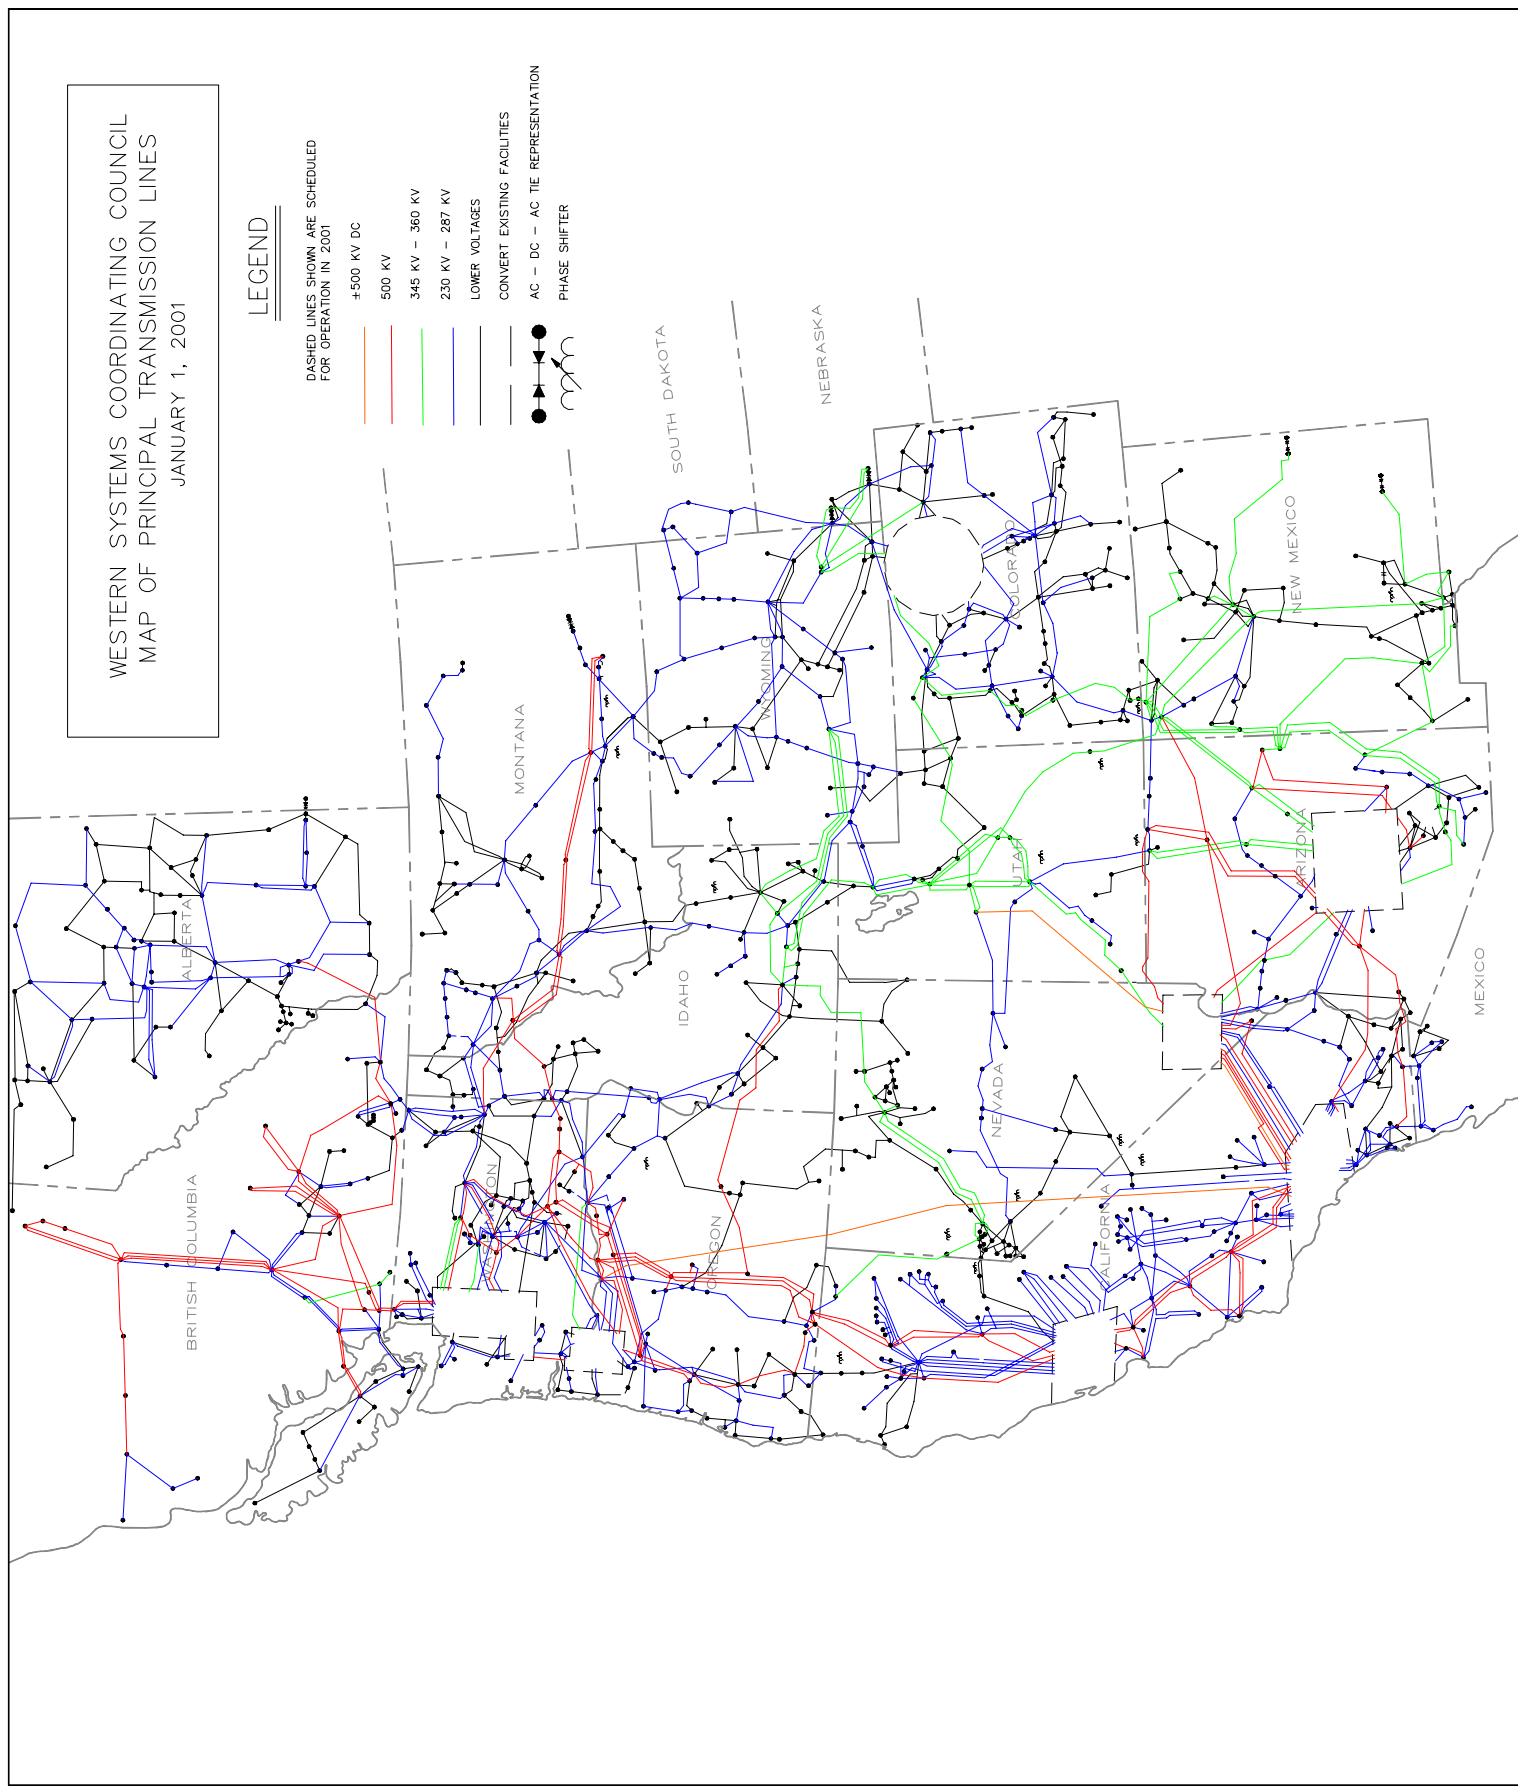 WESTERN SYSTEMS COORDINATING COUNCIL
MAP OF PRINCIPAL TRANSMISSION LINES
JANUARY 1, 2001
LEGEND
DASHED LINES SHOWN ARE SCHEDULED
FOR OPERATION IN 2001
±500 KV DC
500 KV
345 KV – 360 KV
230 KV – 287 KV
LOWER VOLTAGES
CONVERT EXISTING FACILITIES
AC – DC – AC TIE REPRESENTATION
PHASE SHIFTER
ALBERTA
BRITISH COLUMBIA
MONTANA
SOUTH DAKOTA
NEBRASKA
WYOMING
IDAHO
WASHINGTON
OREGON
COLORADO
UTAH
NEVADA
CALIFORNIA
NEW MEXICO
ARIZONA
MEXICO